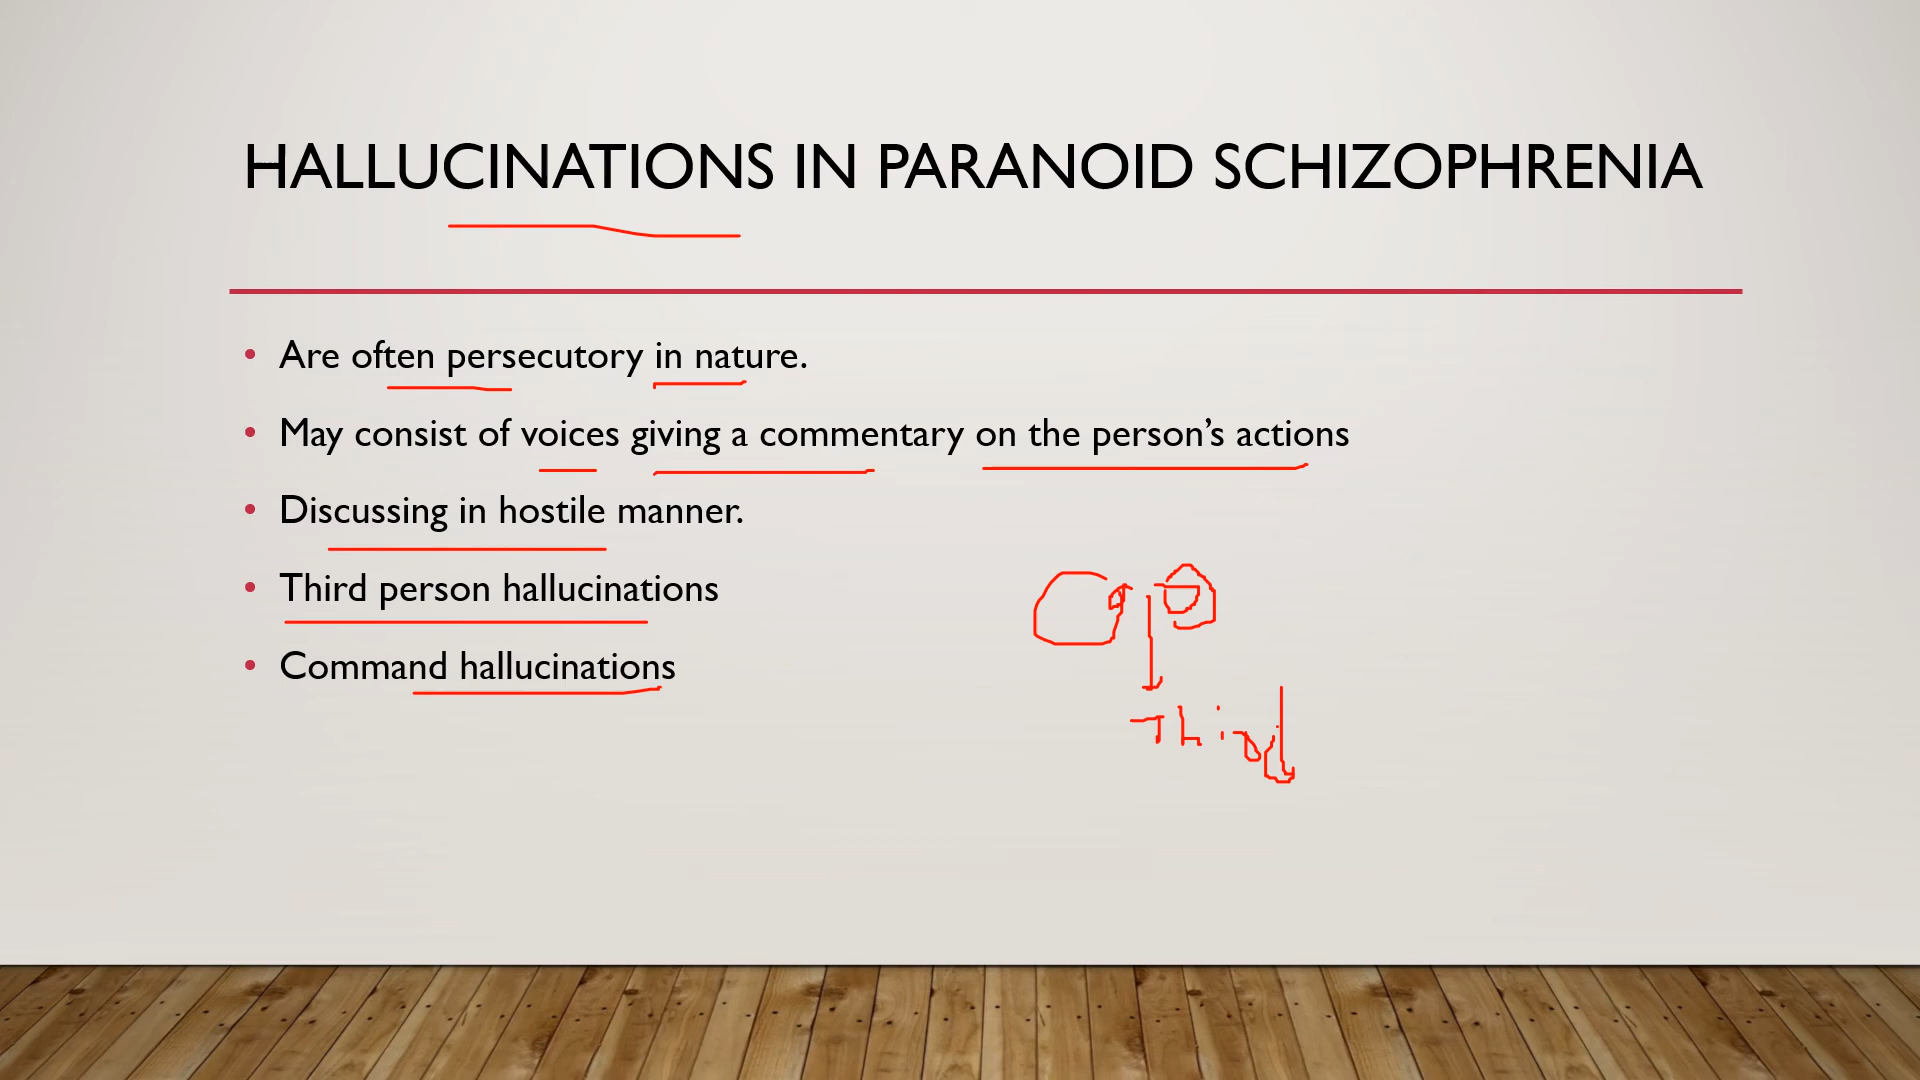 HALLUCINATIONS IN PARANOID SCHIZOPHRENIA
• Are often persecutory in nature.
• May consist of voices giving a commentary on the person’s actions
• Discussing in hostile manner.
• Third person hallucinations
• Command hallucinations
Third